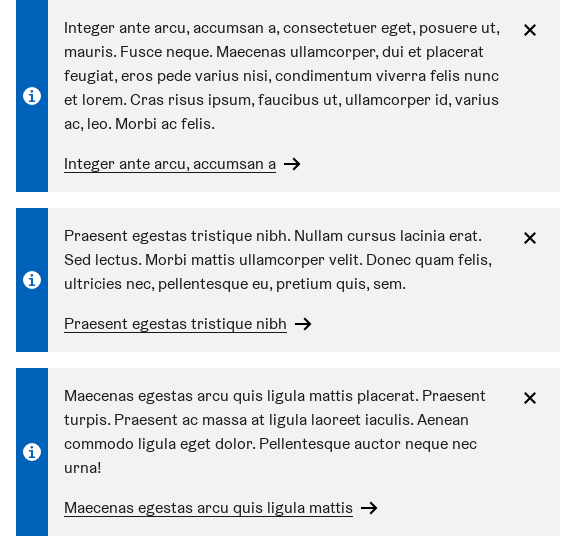 Integer ante arcu, accumsan a, consectetuer eget, posuere ut,
mauris. Fusce neque. Maecenas ullamcorper, dui et placerat
feugiat, eros pede varius nisi, condimentum viverra felis nunc
et lorem. Cras risus ipsum, faucibus ut, ullamcorper id, varius
ac, leo. Morbi ac felis.
Integer ante arcu, accumsan a
Praesent egestas tristique nibh. Nullam cursus lacinia erat.
Sed lectus. Morbi mattis ullamcorper velit. Donec quam felis,
ultricies nec, pellentesque eu, pretium quis, sem.
Praesent egestas tristique nibh
Maecenas egestas arcu quis ligula mattis placerat. Praesent
turpis. Praesent ac massa at ligula laoreet iaculis. Aenean
commodo ligula eget dolor. Pellentesque auctor neque nec
urna!
Maecenas egestas arcu quis ligula mattis